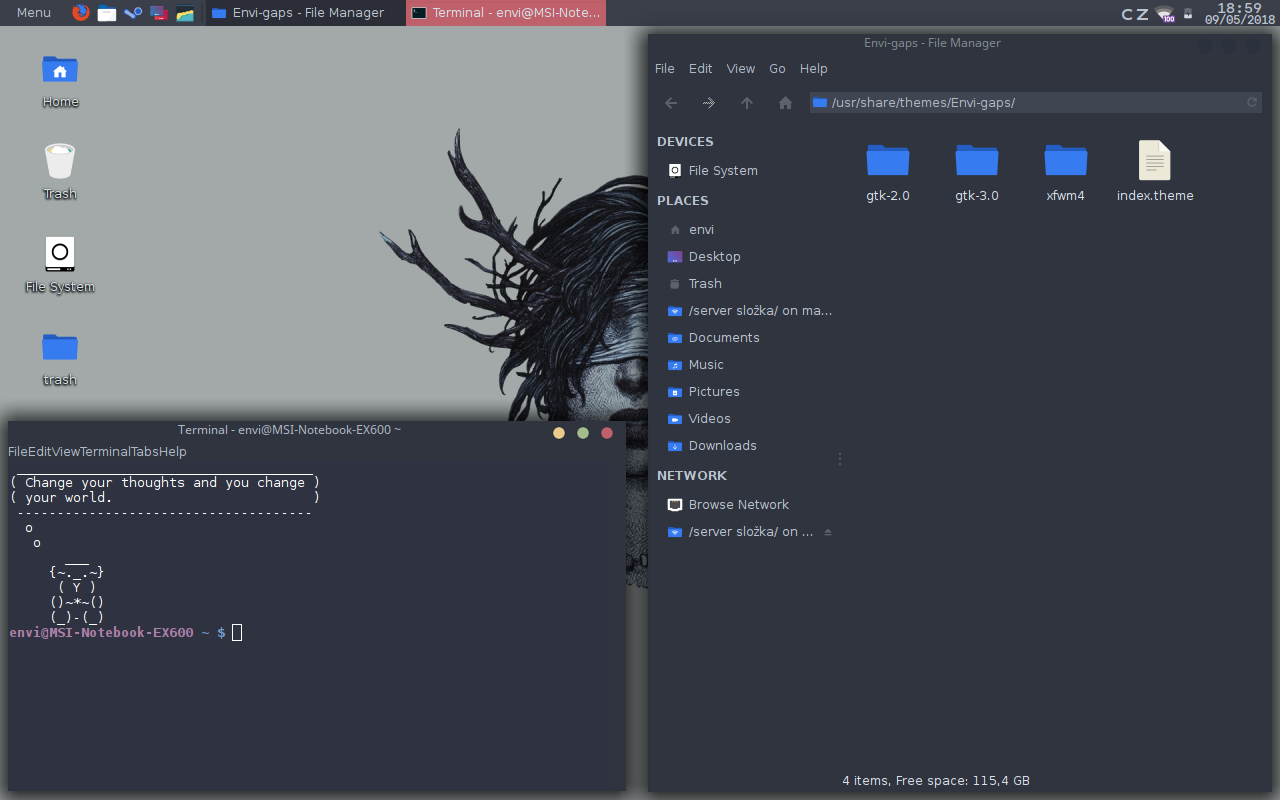 Menu
Envi-gaps - File Manager
Terminal - envi@MSI-Note...
CZ
100
18:59
09/05/2018
Home
Trash
File System
trash
Envi-gaps - File Manager
File Edit View Go Help
/usr/share/themes/Envi-gaps/
DEVICES
File System
PLACES
envi
Desktop
Trash
/server složka/ on ma...
Documents
Music
Pictures
Videos
Downloads
NETWORK
Browse Network
/server složka/ on ...
gtk-2.0
gtk-3.0
xfwm4
index.theme
4 items, Free space: 115,4 GB
Terminal - envi@MSI-Notebook-EX600 ~
FileEditViewTerminalTabsHelp
 _____________________________________
( Change your thoughts and you change )
( your world.                         )
 -------------------------------------
  o
   o
       ___
     {~._.~}
      ( Y )
     ()~*~()
     (_)-(_)
envi@MSI-Notebook-EX600 ~ $